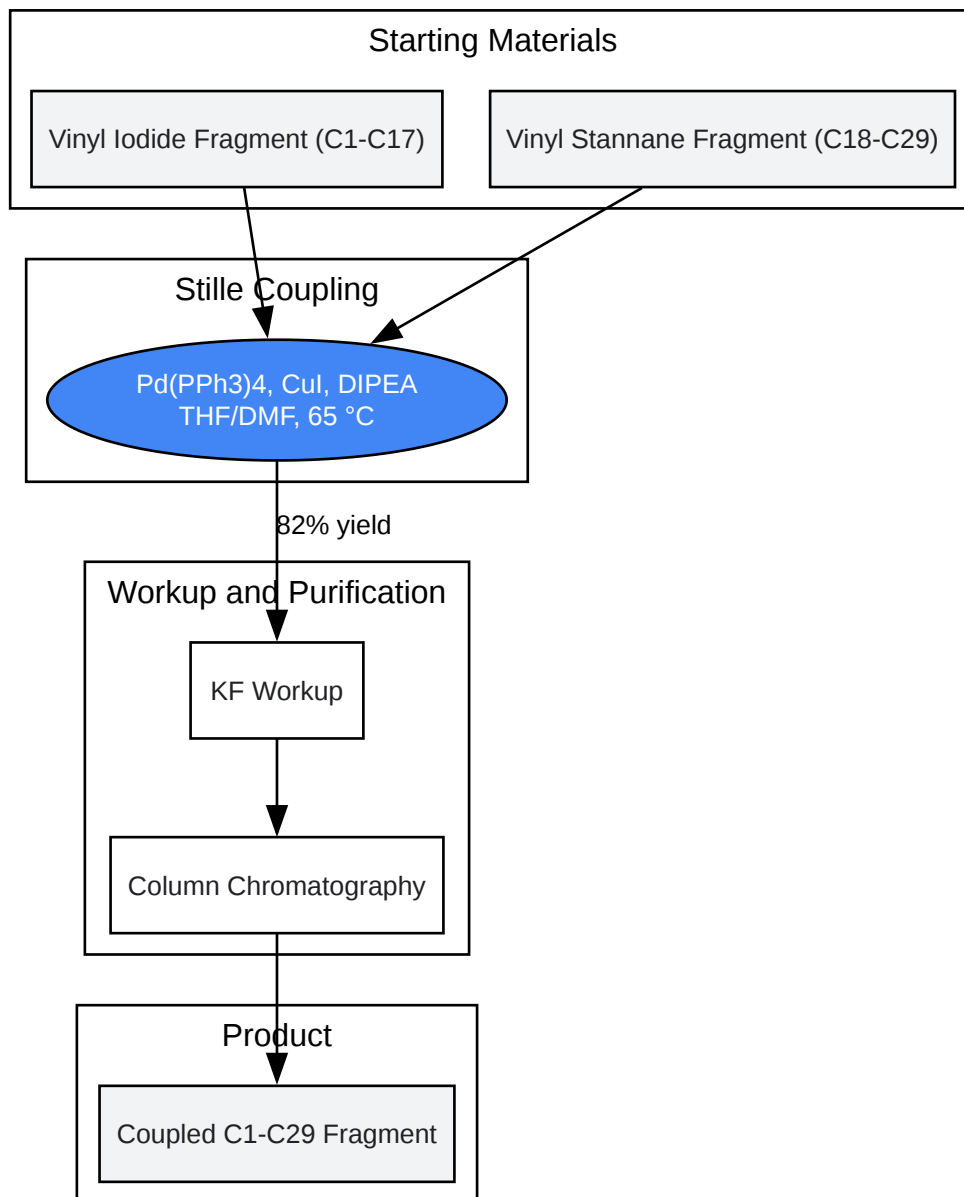 Starting Materials
Vinyl Iodide Fragment (C1-C17)
Vinyl Stannane Fragment (C18-C29)
Stille Coupling
Pd(PPh3)4, CuI, DIPEA
THF/DMF, 65 °C
82% yield
Workup and Purification
KF Workup
Column Chromatography
Product
Coupled C1-C29 Fragment